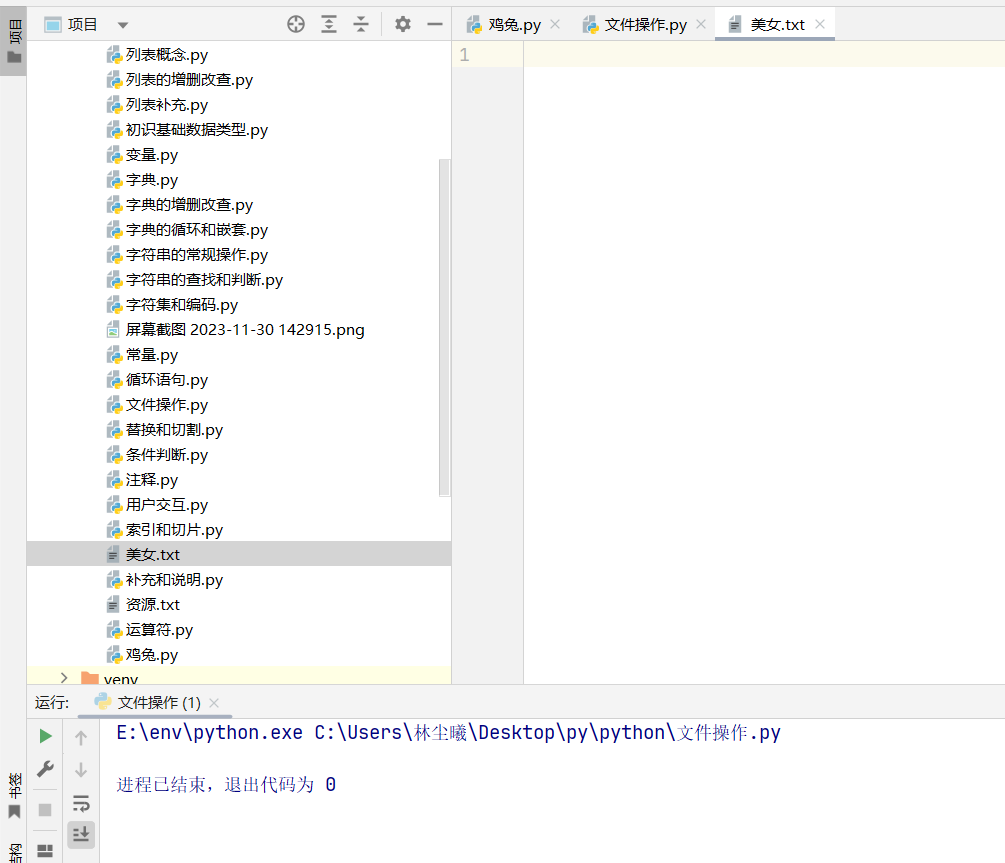 项目
项目
鸡兔.py
文件操作.py
美女.txt
列表概念.py
列表的增删改查.py
列表补充.py
初识基础数据类型.py
变量.py
字典.py
字典的增删改查.py
字典的循环和嵌套.py
字符串的常规操作.py
字符串的查找和判断.py
字符集和编码.py
屏幕截图 2023-11-30 142915.png
常量.py
循环语句.py
文件操作.py
替换和切割.py
条件判断.py
注释.py
用户交互.py
索引和切片.py
美女.txt
补充和说明.py
资源.txt
运算符.py
鸡兔.py
venv
1
运行:
文件操作 (1)
E:\env\python.exe C:\Users\林尘曦\Desktop\py\python\文件操作.py
进程已结束，退出代码为 0
书签